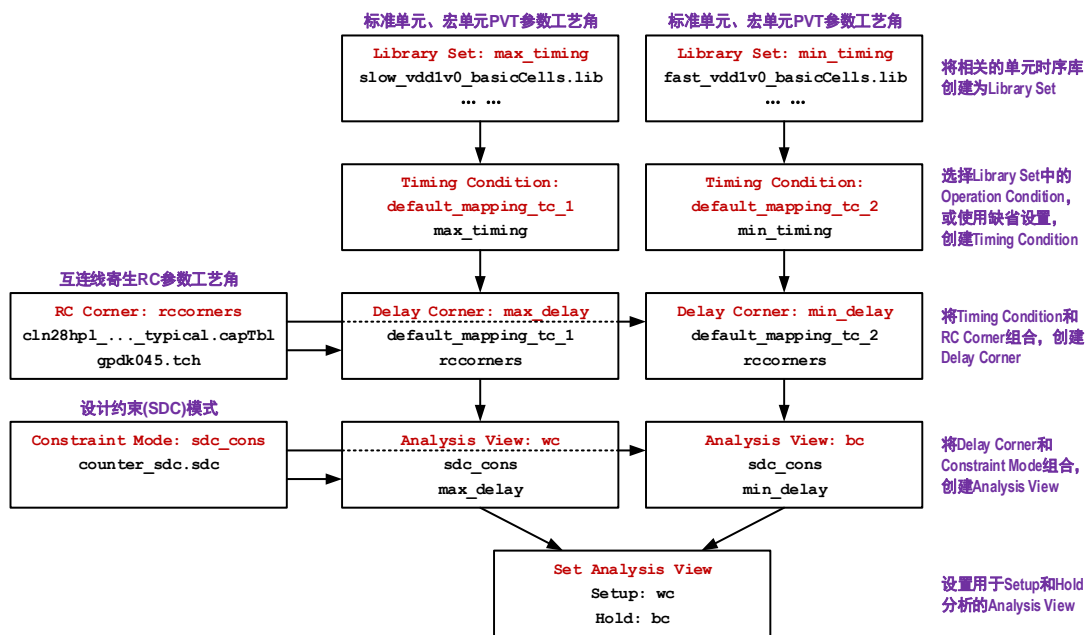 标准单元、宏单元PVT参数工艺角
标准单元、宏单元PVT参数工艺角
Library Set: max_timing
slow_vdd1v0_basicCells.lib
… …
Library Set: min_timing
fast_vdd1v0_basicCells.lib
… …
将相关的单元时序库
创建为Library Set
Timing Condition:
default_mapping_tc_1
max_timing
Timing Condition:
default_mapping_tc_2
min_timing
选择Library Set中的
Operation Condition,
或使用缺省设置，
创建Timing Condition
互连线寄生RC参数工艺角
RC Corner: rccorners
cln28hpl_..._typical.capTbl
gpdk045.tch
Delay Corner: max_delay
default_mapping_tc_1
rccorners
Delay Corner: min_delay
default_mapping_tc_2
rccorners
将Timing Condition和
RC Corner组合，创建
Delay Corner
设计约束(SDC)模式
Constraint Mode: sdc_cons
counter_sdc.sdc
Analysis View: wc
sdc_cons
max_delay
Analysis View: bc
sdc_cons
min_delay
将Delay Corner和
Constraint Mode组合，
创建Analysis View
Set Analysis View
Setup: wc
Hold: bc
设置用于Setup和Hold
分析的Analysis View